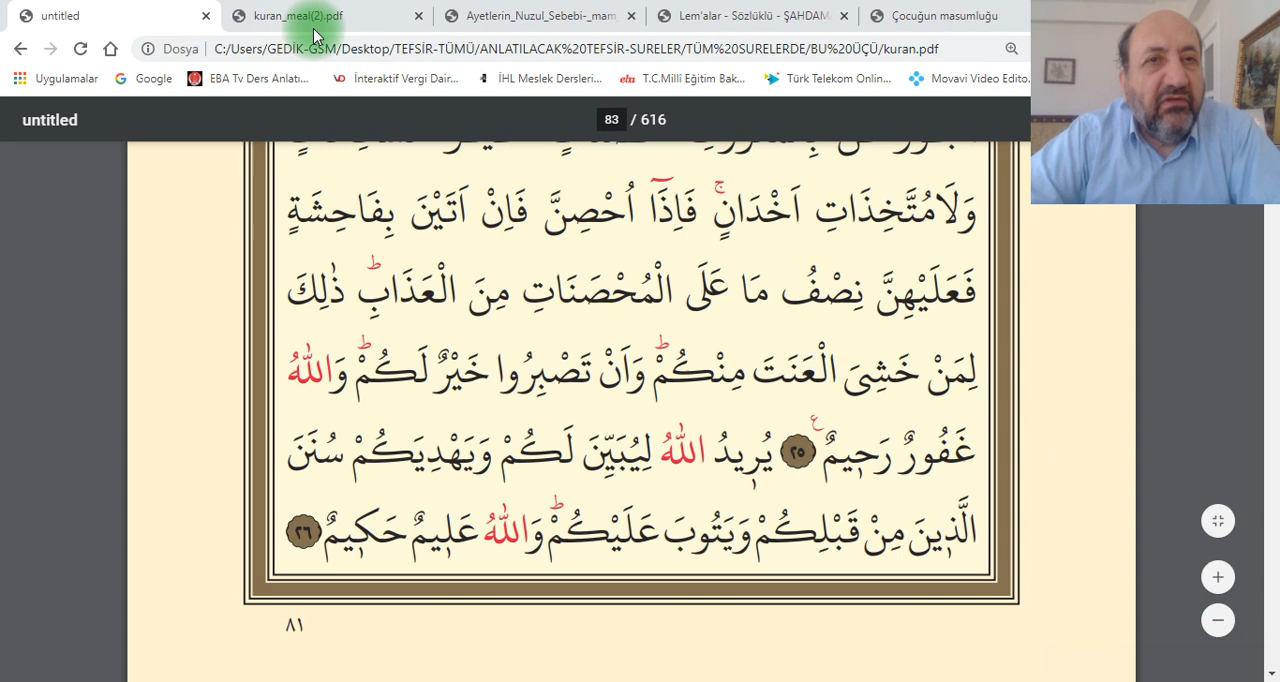 untitled
kuran_meal(2).pdf
Ayetlerin_Nuzul_Sebebi-_mam
Lem'alar - Sözlüklü - ŞAHDAM
Çocuğun masumluğu
Dosya
C:/Users/GEDİK-GSM/Desktop/TEFSİR-TÜMÜ/ANLATILACAK%20TEFSİR-SURELER/TÜM%20SURELERDE/BU%20ÜÇÜ/kuran.pdf
Uygulamalar
Google
EBA Tv Ders Anlatı...
İnteraktif Vergi Dair...
İHL Meslek Dersleri...
T.C.Millî Eğitim Bak...
Türk Telekom Onlin...
Movavi Video Edito.
untitled
83 / 616
وَلَامُتَّخِذَاتِ اَخْدَانٍۚ فَاِذَٓا اُحْصِنَّ فَاِنْ اَتَيْنَ بِفَاحِشَةٍ
فَعَلَيْهِنَّ نِصْفُ مَا عَلَى الْمُحْصَنَاتِ مِنَ الْعَذَابِۜ ذٰلِكَ
لِمَنْ خَشِىَ الْعَنَتَ مِنْكُمْۜ وَاَنْ تَصْبِرُوا خَيْرٌ لَكُمْۜ وَاللّٰهُ
غَفُورٌ رَحٖيمٌ ﴿٢٥﴾ ع يُرٖيدُ اللّٰهُ لِيُبَيِّنَ لَكُمْ وَيَهْدِيَكُمْ سُنَنَ
الَّذٖينَ مِنْ قَبْلِكُمْ وَيَتُوبَ عَلَيْكُمْۜ وَاللّٰهُ عَلٖيمٌ حَكٖيمٌ ﴿٢٦﴾
٨١